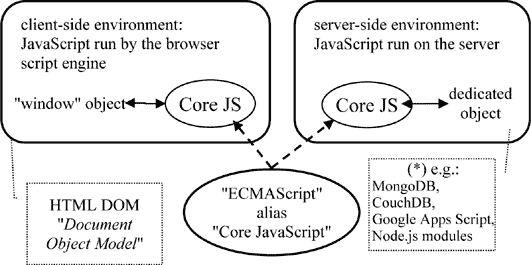 client-side environment:
JavaScript run by the browser
script engine
"window" object
Core JS
server-side environment:
JavaScript run on the server
Core JS
dedicated
object
HTML DOM
"Document
Object Model"
"ECMAScript"
alias
"Core JavaScript"
(*) e.g.:
MongoDB,
CouchDB,
Google Apps Script,
Node.js modules